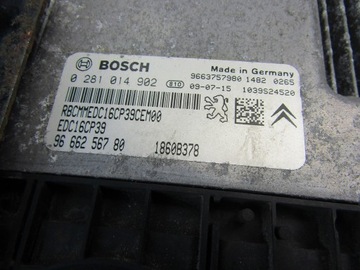 BOSCH
Made in Germany
0 281 014 902
e10
9663757980 1482 0265
09-07-15
1039S24520
RBCMMEDC16CP39CEM00
EDC16CP39
96 662 567 80
1860B378